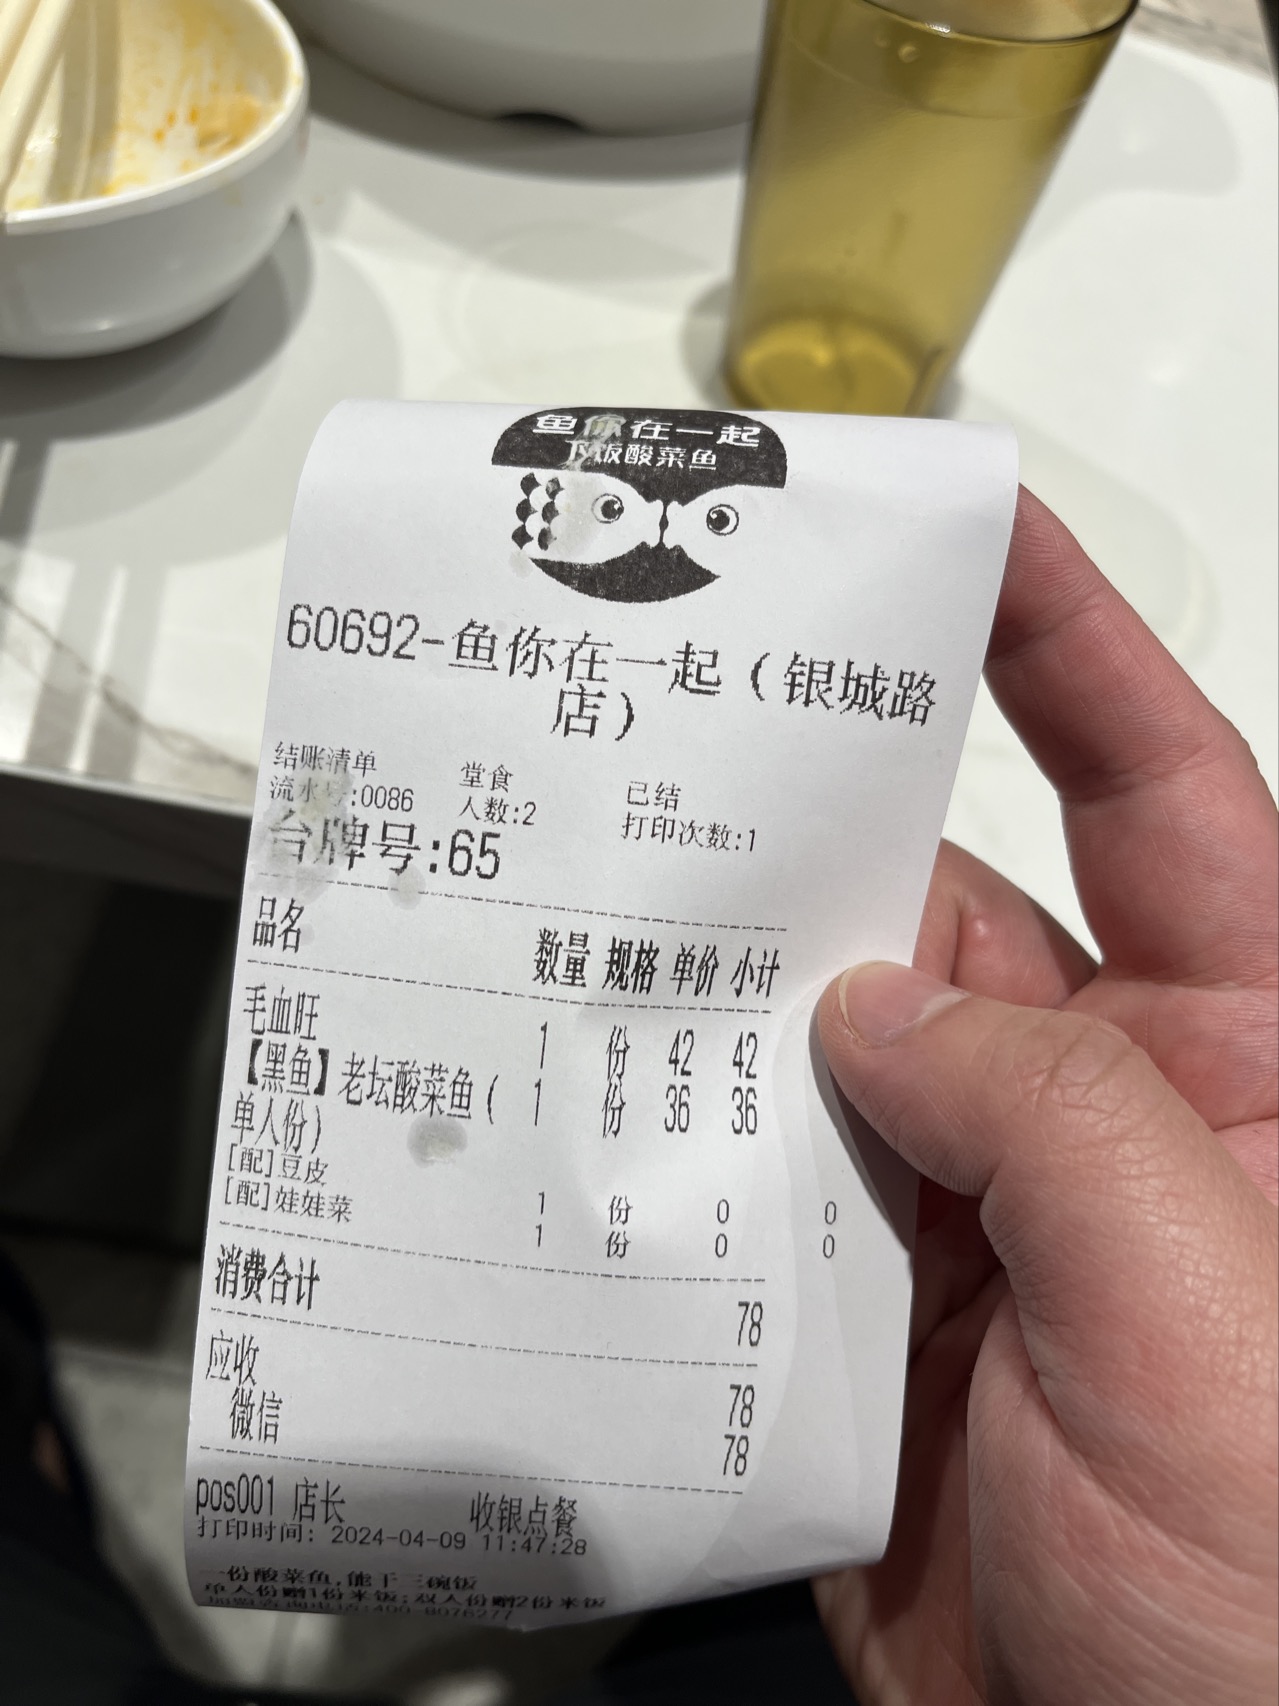 鱼你在一起
下饭酸菜鱼
60692-鱼你在一起(银城路
店)
结账清单 堂食 已结
流水号:0086 人数:2 打印次数:1
台牌号:65
品名 数量 规格 单价 小计
毛血旺 1 份 42 42
【黑鱼】老坛酸菜鱼( 1 份 36 36
单人份)
[配]豆皮 1 份 0 0
[配]娃娃菜 1 份 0 0
消费合计 78
应收 78
微信 78
pos001 店长 收银点餐
打印时间: 2024-04-09 11:47:28
一份酸菜鱼,能干三碗饭
单人份赠1份米饭;双人份赠2份米饭
:400-8076277